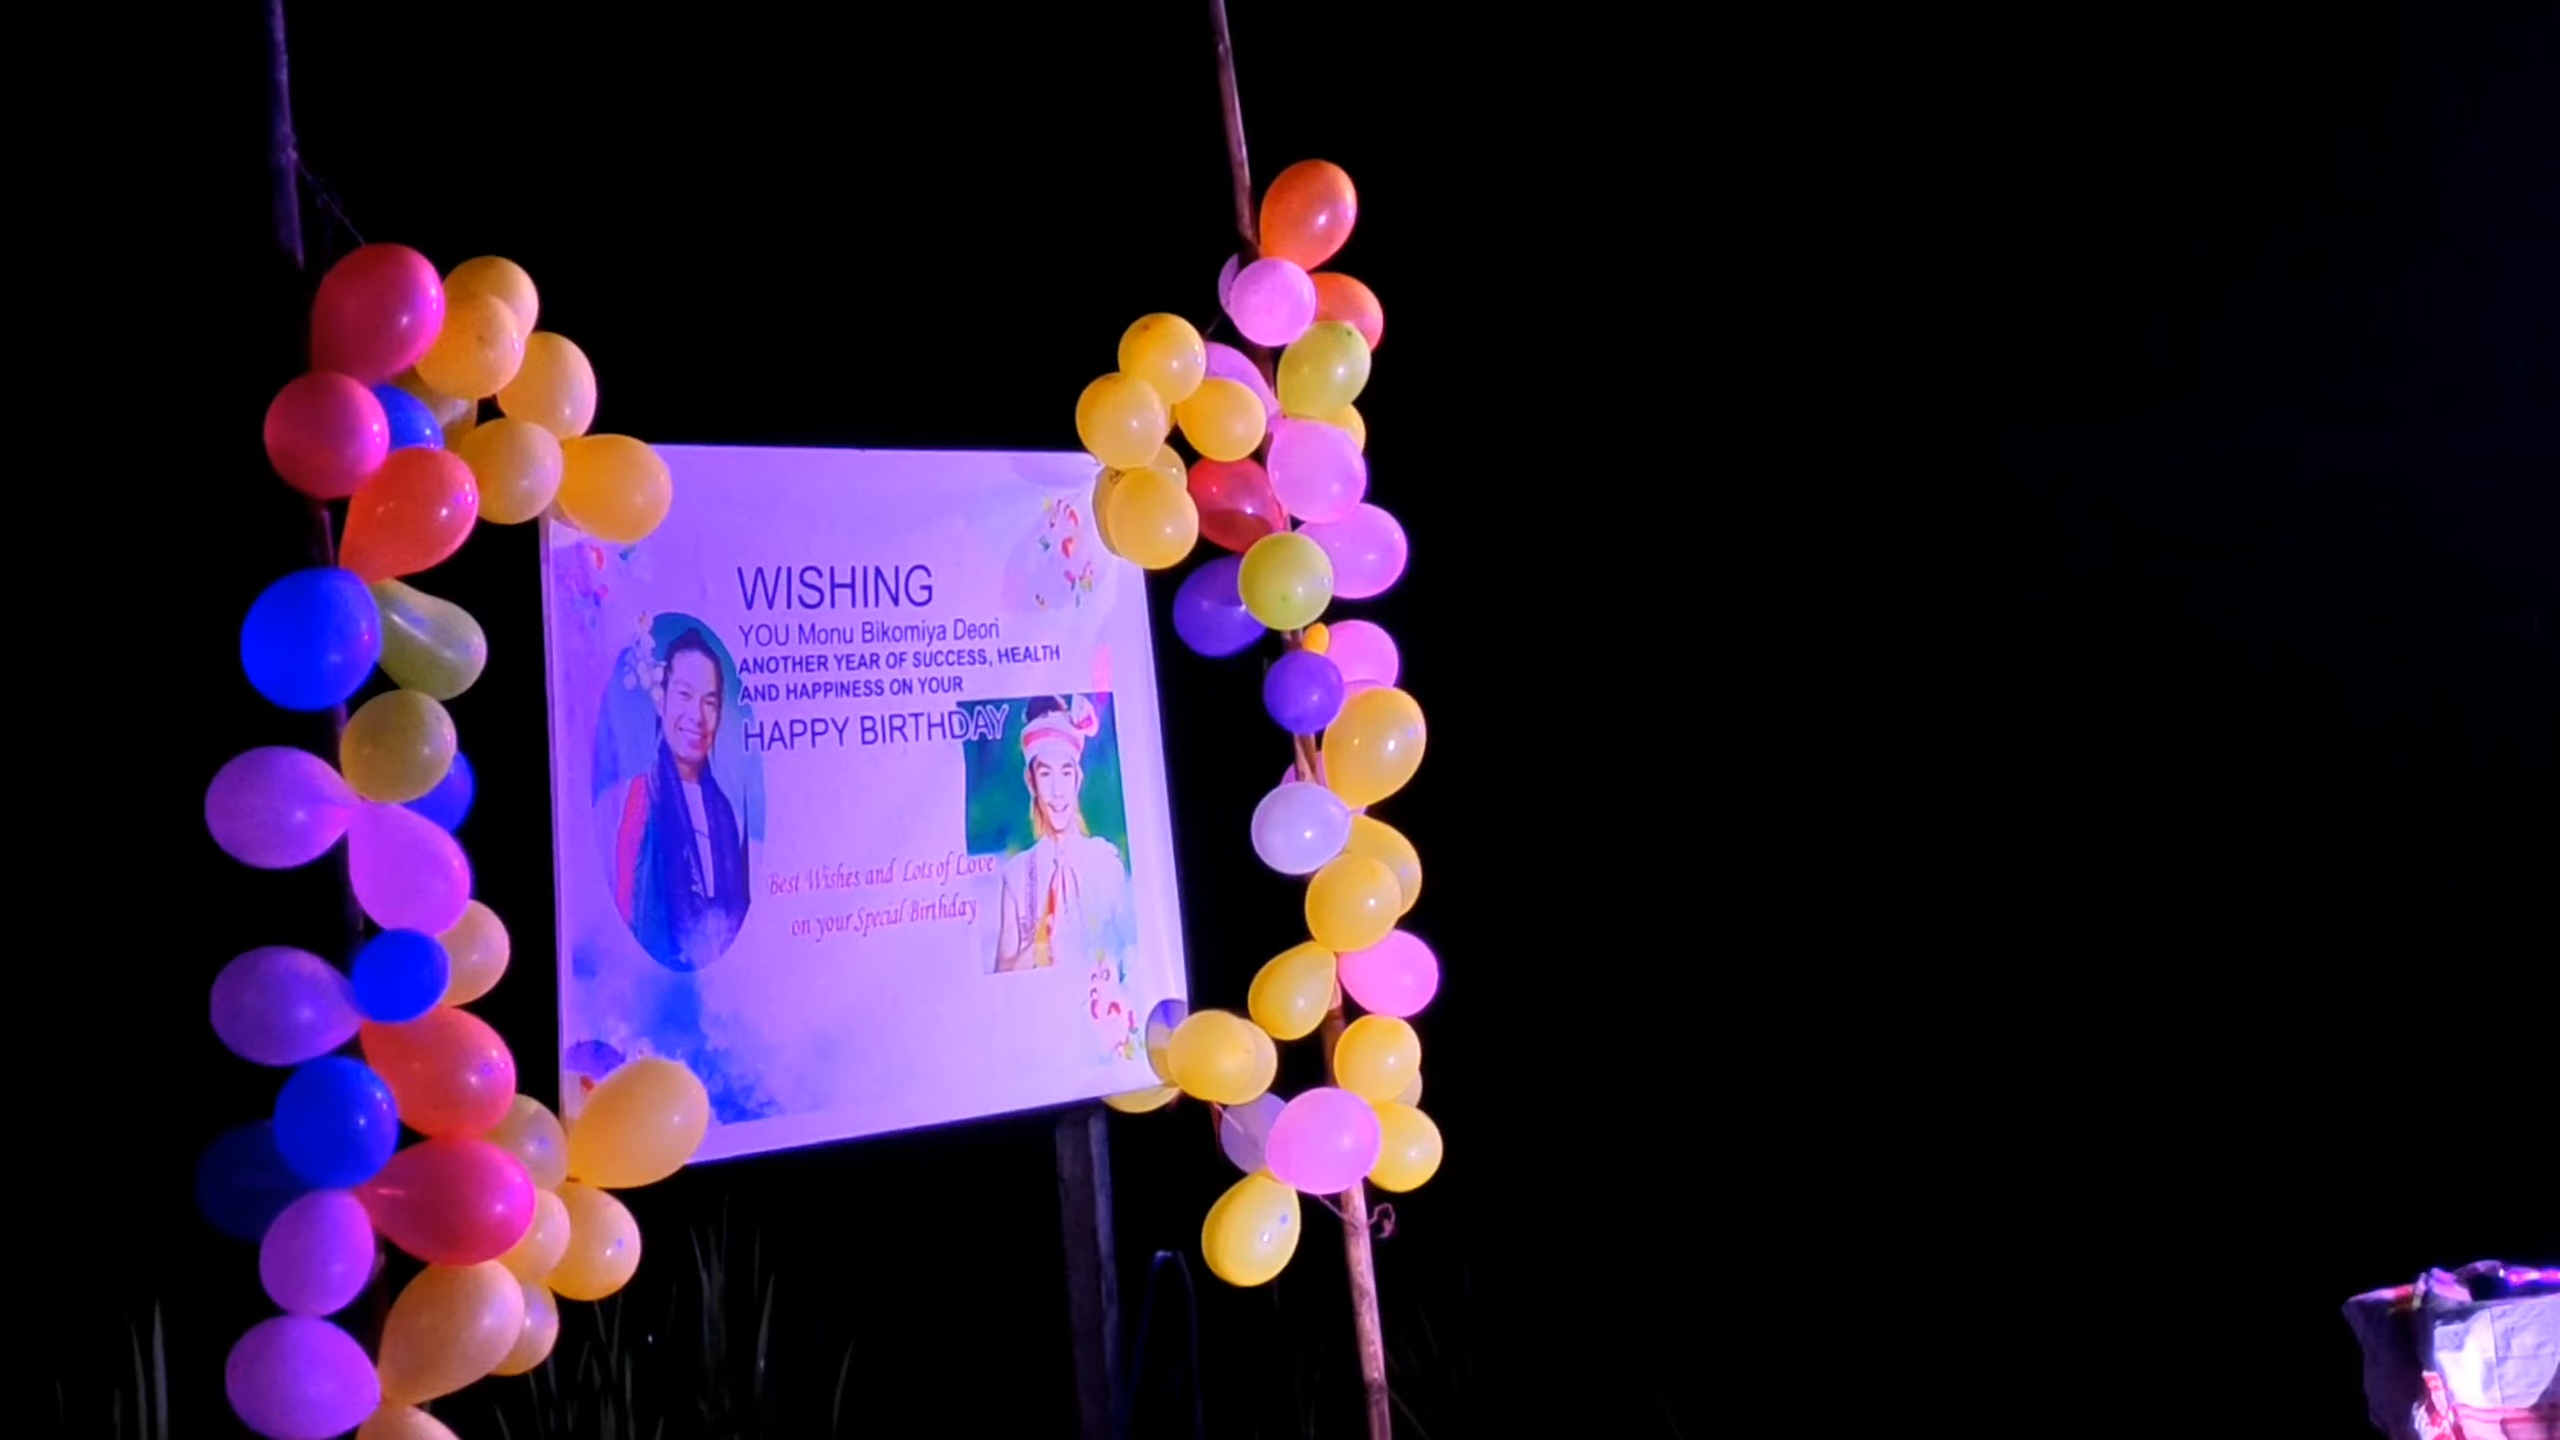 WISHING
YOU Monu Bikomiya Deori
ANOTHER YEAR OF SUCCESS, HEALTH
AND HAPPINESS ON YOUR
HAPPY BIRTHDAY
Best Wishes and Lots of Love
on your Special Birthday